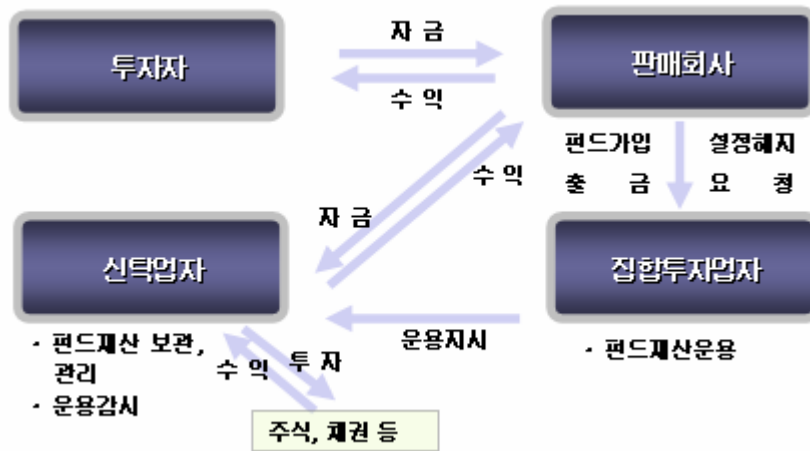 투자자
자 금
수 익
판매회사
펀드가입 설정해지
출 금 요 청
수 익
자 금
신탁업자
집합투자업자
운용지시
· 펀드재산 보관,
관리
· 운용감시
수 익
투 자
· 펀드재산운용
주식, 채권 등